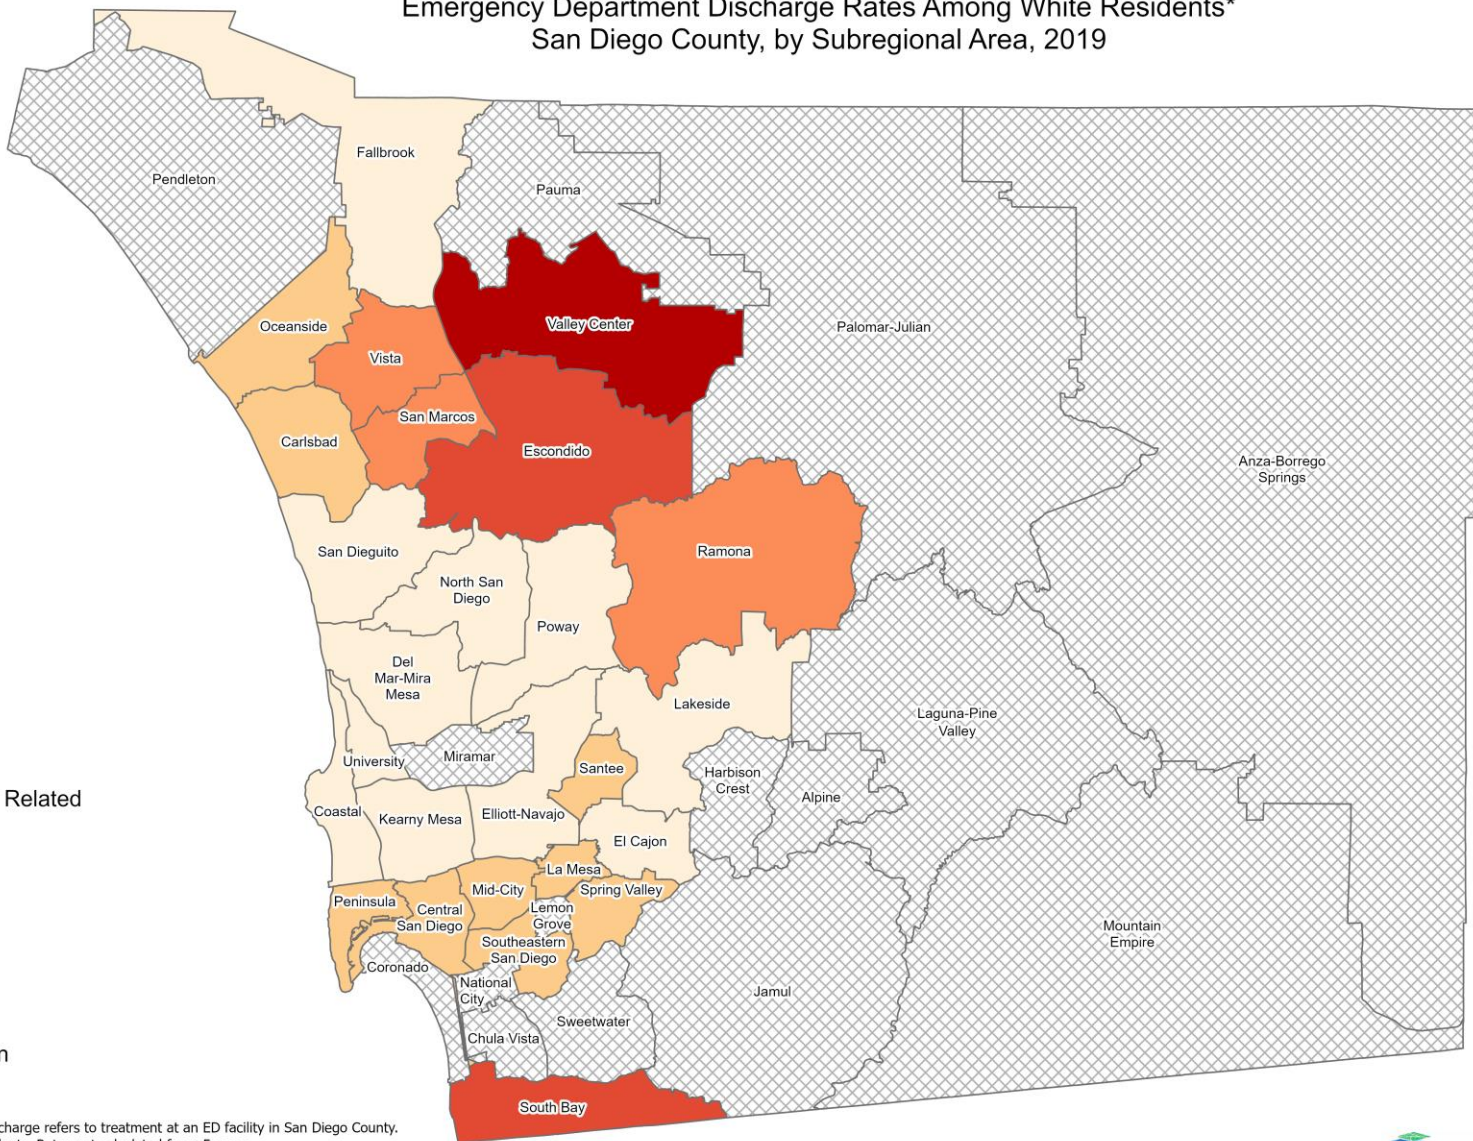 Emergency Department Discharge Rates Among White Residents*
San Diego County, by Subregional Area, 2019
Fallbrook
Pendleton
Pauma
Oceanside
Valley Center
Palomar-Julian
Vista
San Marcos
Carlsbad
Escondido
Anza-Borrego
Springs
San Dieguito
Ramona
North San
Diego
Poway
Del
Mar-Mira
Mesa
Lakeside
Laguna-Pine
Valley
University
Miramar
Santee
Harbison
Crest
Alpine
Related
Coastal
Kearny Mesa
Elliott-Navajo
El Cajon
La Mesa
Mid-City
Spring Valley
Peninsula
Central
San Diego
Lemon
Grove
Southeastern
San Diego
Mountain
Empire
Coronado
National
City
Jamul
Sweetwater
Chula Vista
South Bay
charge refers to treatment at an ED facility in San Diego County.